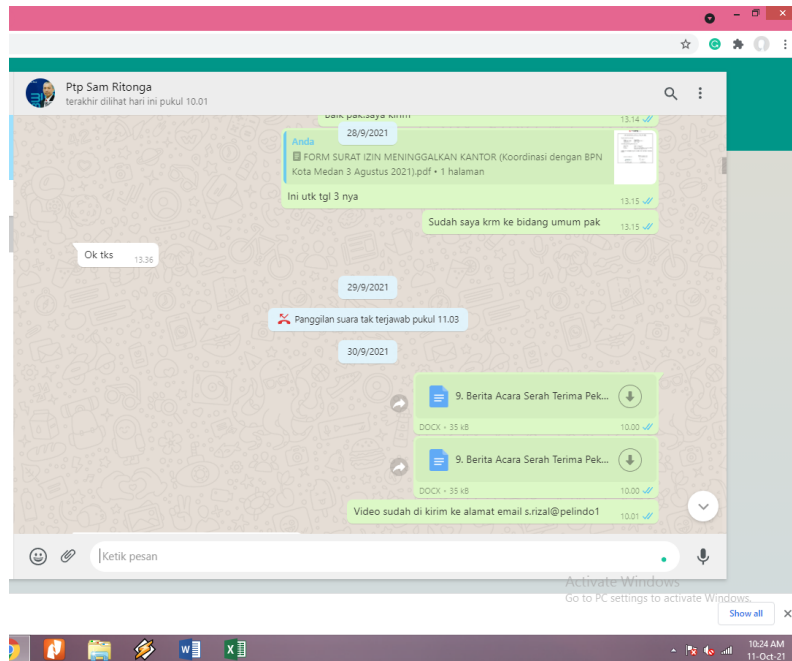 Ptp Sam Ritonga
terakhir dilihat hari ini pukul 10.01
Baik pak.saya kirim
13.14
28/9/2021
Anda
FORM SURAT IZIN MENINGGALKAN KANTOR (Koordinasi dengan BPN
Kota Medan 3 Agustus 2021).pdf • 1 halaman
Ini utk tgl 3 nya
13.15
Sudah saya krm ke bidang umum pak
13.15
Ok tks
13.36
29/9/2021
Panggilan suara tak terjawab pukul 11.03
30/9/2021
9. Berita Acara Serah Terima Pek...
DOCX • 35 kB
10.00
9. Berita Acara Serah Terima Pek...
DOCX • 35 kB
10.00
Video sudah di kirim ke alamat email s.rizal@pelindo1
10.01
Ketik pesan
Activate Windows
Go to PC settings to activate Windows.
Show all
10:24 AM
11-Oct-21